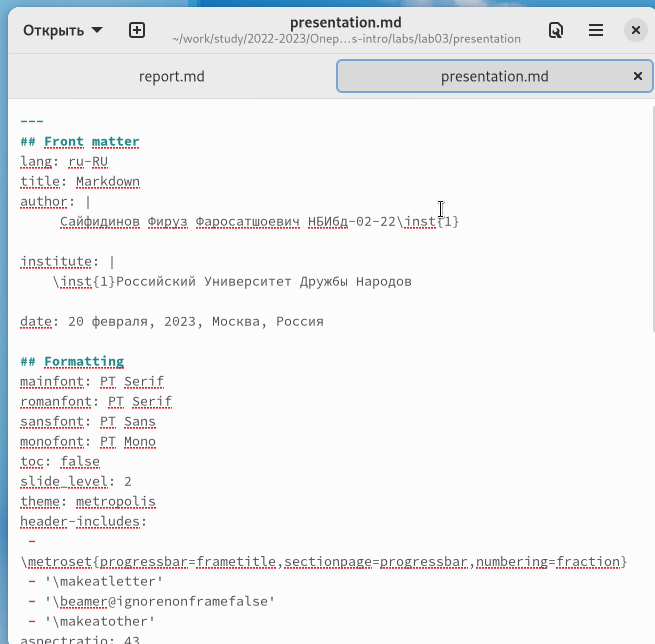 Открыть
presentation.md
~/work/study/2022-2023/Опер…s-intro/labs/lab03/presentation
report.md
presentation.md
---
## Front matter
lang: ru-RU
title: Markdown
author: |
Сайфидинов Фируз Фаросатшоевич НБИбд-02-22\inst{1}
institute: |
\inst{1}Российский Университет Дружбы Народов
date: 20 февраля, 2023, Москва, Россия
## Formatting
mainfont: PT Serif
romanfont: PT Serif
sansfont: PT Sans
monofont: PT Mono
toc: false
slide_level: 2
theme: metropolis
header-includes:
-
\metroset{progressbar=frametitle,sectionpage=progressbar,numbering=fraction}
- '\makeatletter'
- '\beamer@ignorenonframefalse'
- '\makeatother'
aspectratio: 43